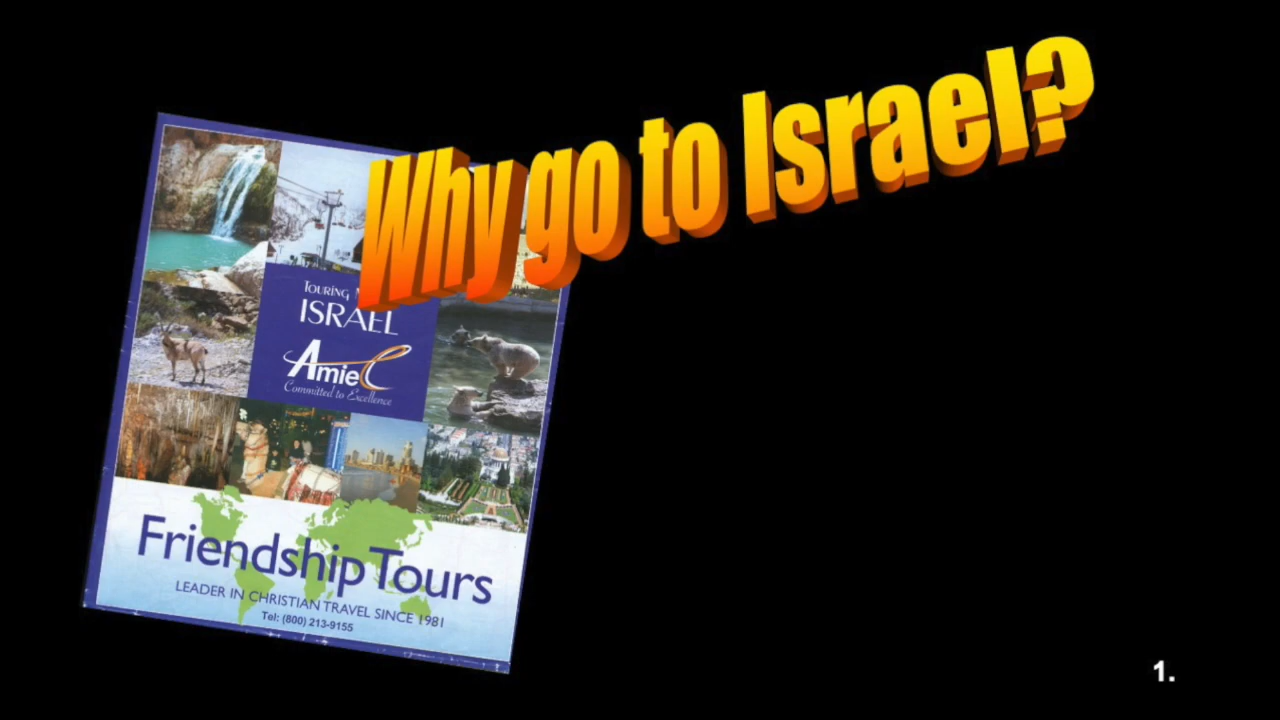 Why go to Israel?
TOURING
ISRAEL
Amiel
Committed to Excellence
Friendship Tours
LEADER IN CHRISTIAN TRAVEL SINCE 1981
Tel: (800) 213-9155
1.